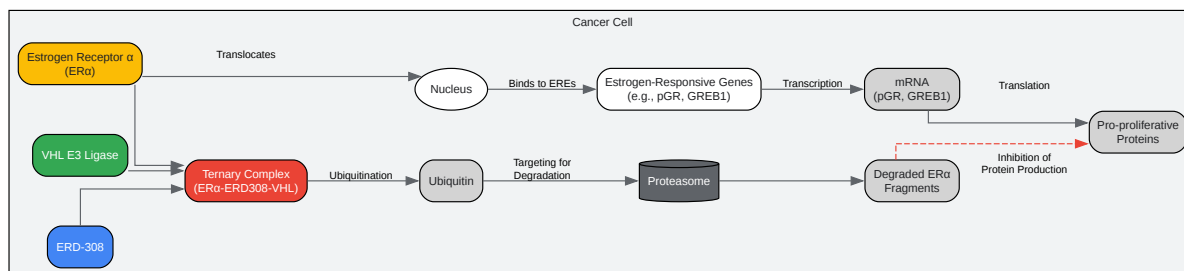 Cancer Cell
Estrogen Receptor α
(ERα)
Translocates
Nucleus
Binds to EREs
Estrogen-Responsive Genes
(e.g., pGR, GREB1)
Transcription
mRNA
(pGR, GREB1)
Translation
Pro-proliferative
Proteins
VHL E3 Ligase
Ternary Complex
(ERα-ERD308-VHL)
Ubiquitination
Ubiquitin
Targeting for
Degradation
Proteasome
Degraded ERα
Fragments
Inhibition of
Protein Production
ERD-308